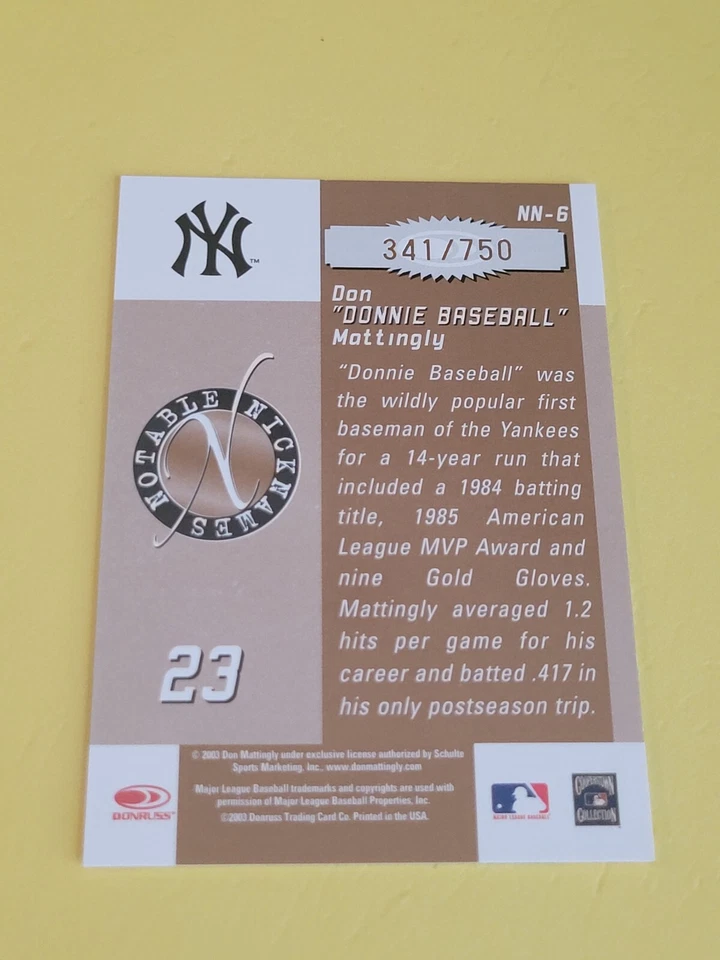 NY
TM
NN-6
341/750
Don
"DONNIE BASEBALL"
Mattingly
"Donnie Baseball" was
the wildly popular first
baseman of the Yankees
for a 14-year run that
included a 1984 batting
title, 1985 American
League MVP Award and
nine Gold Gloves.
Mattingly averaged 1.2
hits per game for his
career and batted .417 in
his only postseason trip.
NOTABLE NICKNAMES
N
23
© 2003 Don Mattingly under exclusive license authorized by Schulte
Sports Marketing, Inc., www.donmattingly.com
Major League Baseball trademarks and copyrights are used with
permission of Major League Baseball Properties, Inc.
©2003 Donruss Trading Card Co. Printed in the USA.
DONRUSS
MAJOR LEAGUE BASEBALL
COOPERSTOWN
COLLECTION